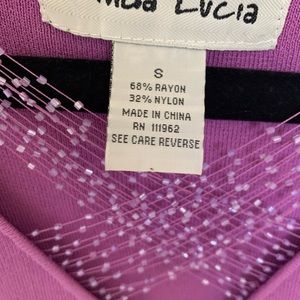 Lucia
S
68% RAYON
32% NYLON
MADE IN CHINA
RN 111962
SEE CARE REVERSE